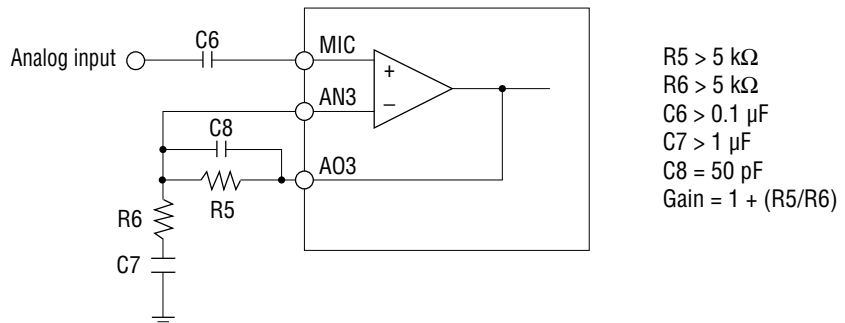 Analog input
C6
MIC
+
AN3
−
C8
AO3
R5
R6
C7
R5 > 5 kΩ
R6 > 5 kΩ
C6 > 0.1 µF
C7 > 1 µF
C8 = 50 pF
Gain = 1 + (R5/R6)